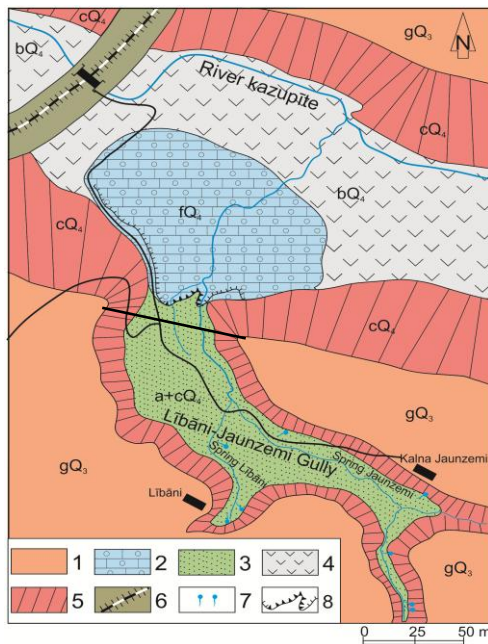 cQ₄
gQ₃
N
bQ₄
River kazupīte
cQ₄
fQ₄
bQ₄
cQ₄
cQ₄
a+cQ₄
gQ₃
Lībāni-Jaunzemi Gully
Kalna Jaunzemi
Spring Jaunzemi
Spring Lībāni
gQ₃
Lībāni
gQ₃
1 2 3 4
5 6 7 8
0 25 50 m